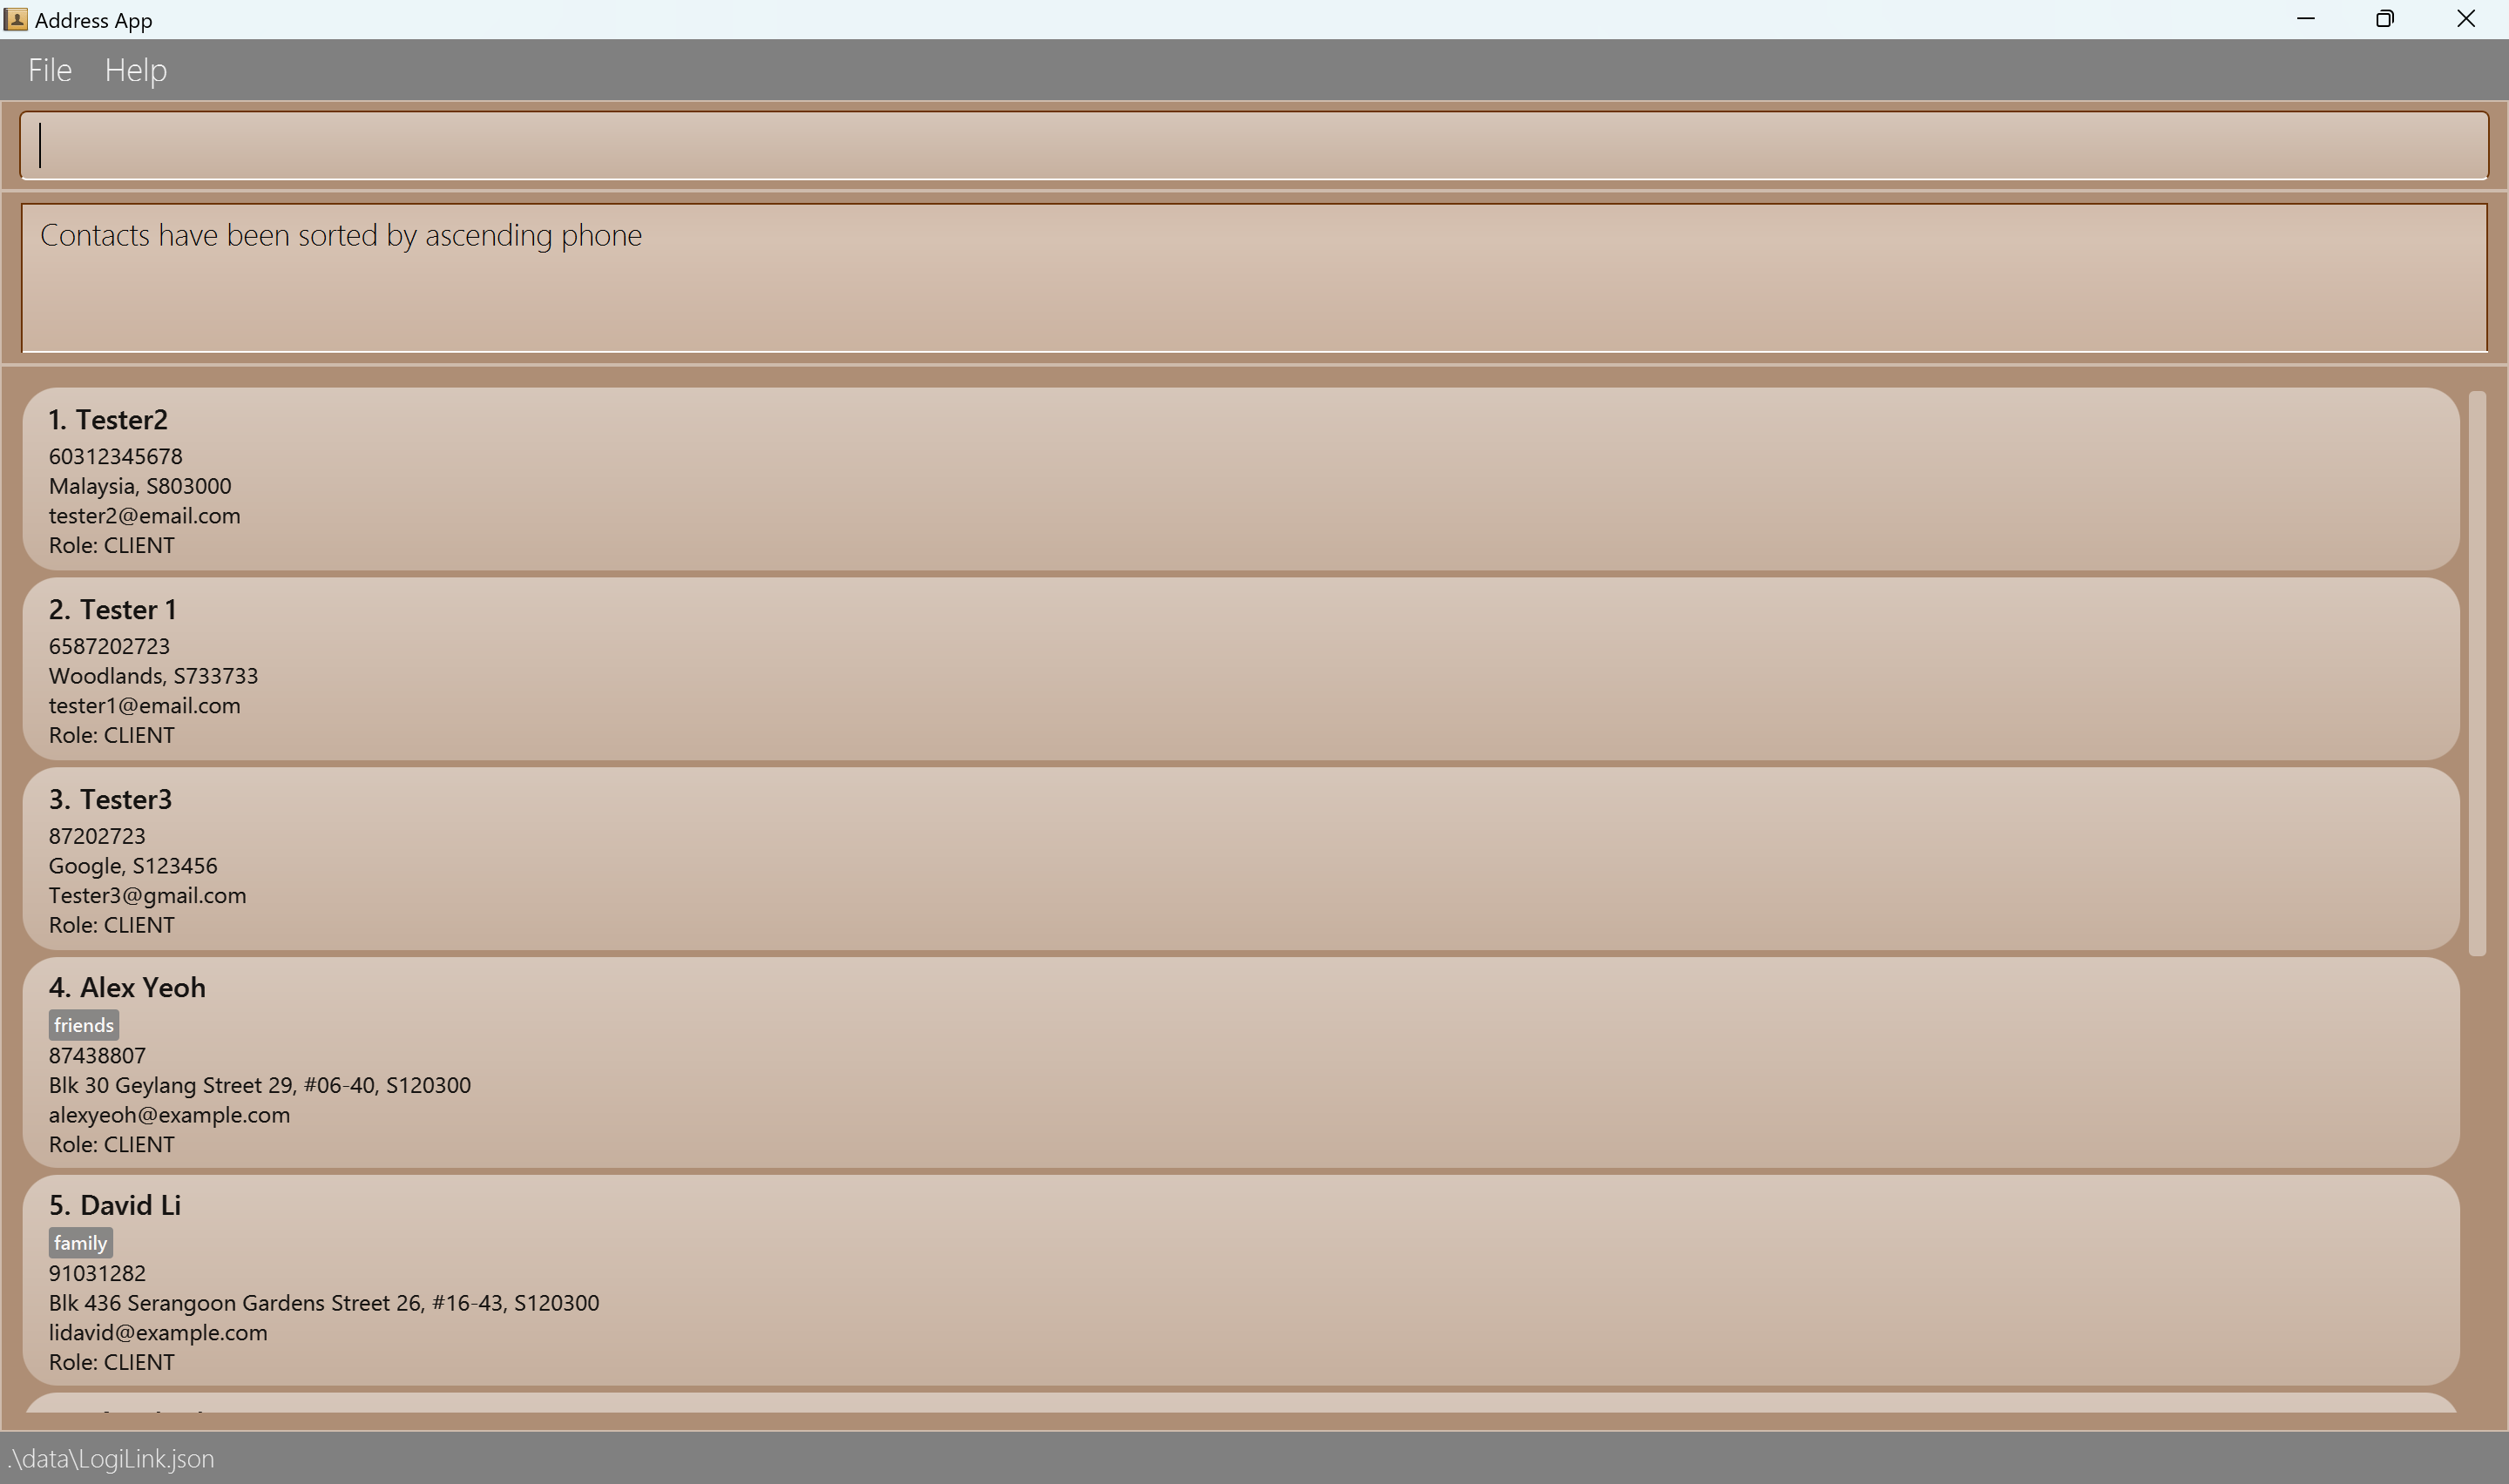 Address App
File Help
Contacts have been sorted by ascending phone
1. Tester2
60312345678
Malaysia, S803000
tester2@email.com
Role: CLIENT
2. Tester 1
6587202723
Woodlands, S733733
tester1@email.com
Role: CLIENT
3. Tester3
87202723
Google, S123456
Tester3@gmail.com
Role: CLIENT
4. Alex Yeoh
friends
87438807
Blk 30 Geylang Street 29, #06-40, S120300
alexyeoh@example.com
Role: CLIENT
5. David Li
family
91031282
Blk 436 Serangoon Gardens Street 26, #16-43, S120300
lidavid@example.com
Role: CLIENT
.\data\LogiLink.json